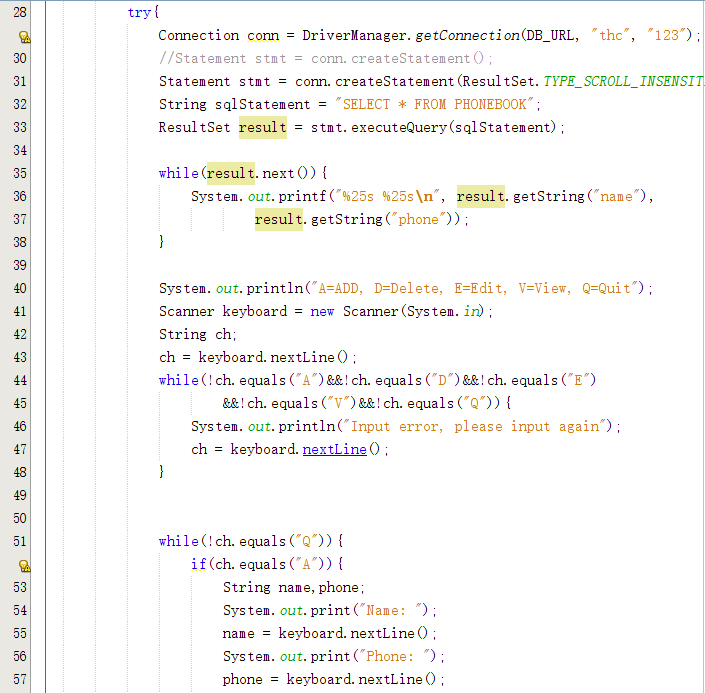 28 try{
Connection conn = DriverManager.getConnection(DB_URL, "thc", "123");
30 //Statement stmt = conn.createStatement();
31 Statement stmt = conn.createStatement(ResultSet.TYPE_SCROLL_INSENSIT
32 String sqlStatement = "SELECT * FROM PHONEBOOK";
33 ResultSet result = stmt.executeQuery(sqlStatement);
34
35 while(result.next()){
36 System.out.printf("%25s %25s\n", result.getString("name"),
37 result.getString("phone"));
38 }
39
40 System.out.println("A=ADD, D=Delete, E=Edit, V=View, Q=Quit");
41 Scanner keyboard = new Scanner(System.in);
42 String ch;
43 ch = keyboard.nextLine();
44 while(!ch.equals("A")&&!ch.equals("D")&&!ch.equals("E")
45 &&!ch.equals("V")&&!ch.equals("Q")){
46 System.out.println("Input error, please input again");
47 ch = keyboard.nextLine();
48 }
49
50
51 while(!ch.equals("Q")){
if(ch.equals("A")){
53 String name,phone;
54 System.out.print("Name: ");
55 name = keyboard.nextLine();
56 System.out.print("Phone: ");
57 phone = keyboard.nextLine();